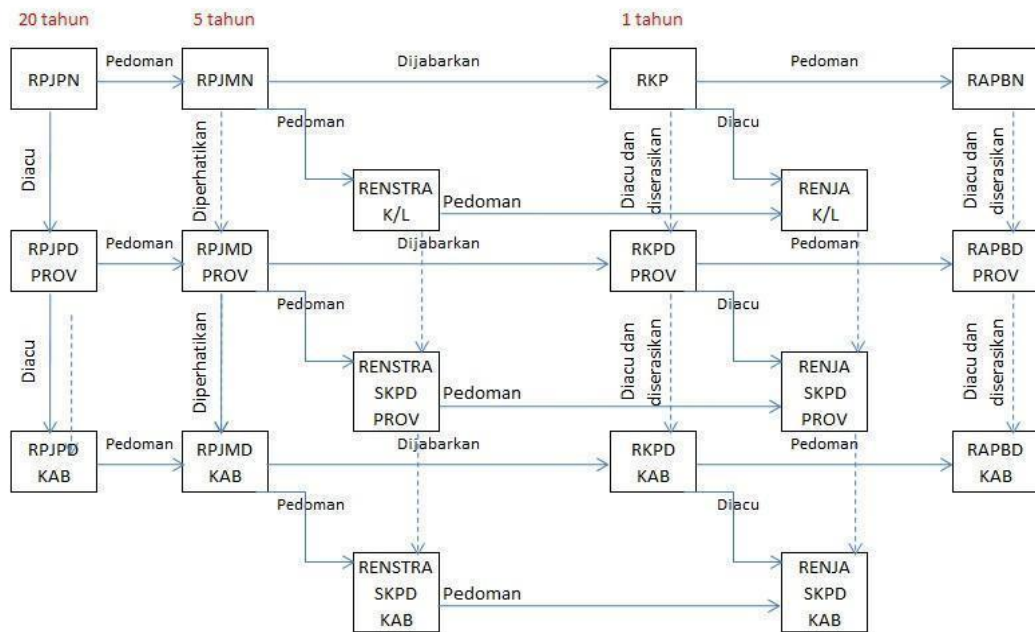 20 tahun
5 tahun
1 tahun
RPJPN
Pedoman
RPJMN
Dijabarkan
RKP
Pedoman
RAPBN
Pedoman
Diacu
Diacu
Diperhatikan
Diacu dan
diserasikan
Diacu dan
diserasikan
RENSTRA
K/L
Pedoman
RENJA
K/L
RPJPD
PROV
Pedoman
RPJMD
PROV
Dijabarkan
RKPD
PROV
Pedoman
RAPBD
PROV
Pedoman
Diacu
Diacu
Diperhatikan
Diacu dan
diserasikan
Diacu dan
diserasikan
RENSTRA
SKPD
PROV
Pedoman
RENJA
SKPD
PROV
RPJPD
KAB
Pedoman
RPJMD
KAB
Dijabarkan
RKPD
KAB
Pedoman
RAPBD
KAB
Pedoman
Diacu
RENSTRA
SKPD
KAB
Pedoman
RENJA
SKPD
KAB